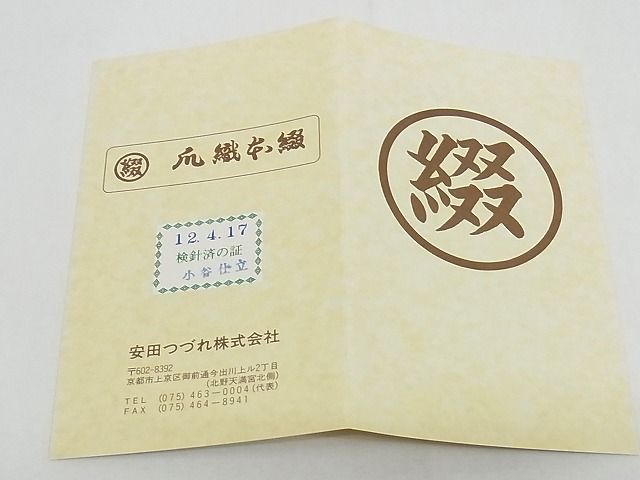 綴 爪織本綴
12.4.17
検針済の証
小谷仕立
安田つづれ株式会社
〒602-8392
京都市上京区御前通今出川上ル2丁目
(北野天満宮北側)
TEL (075) 463-0004(代表)
FAX (075) 464-8941
綴